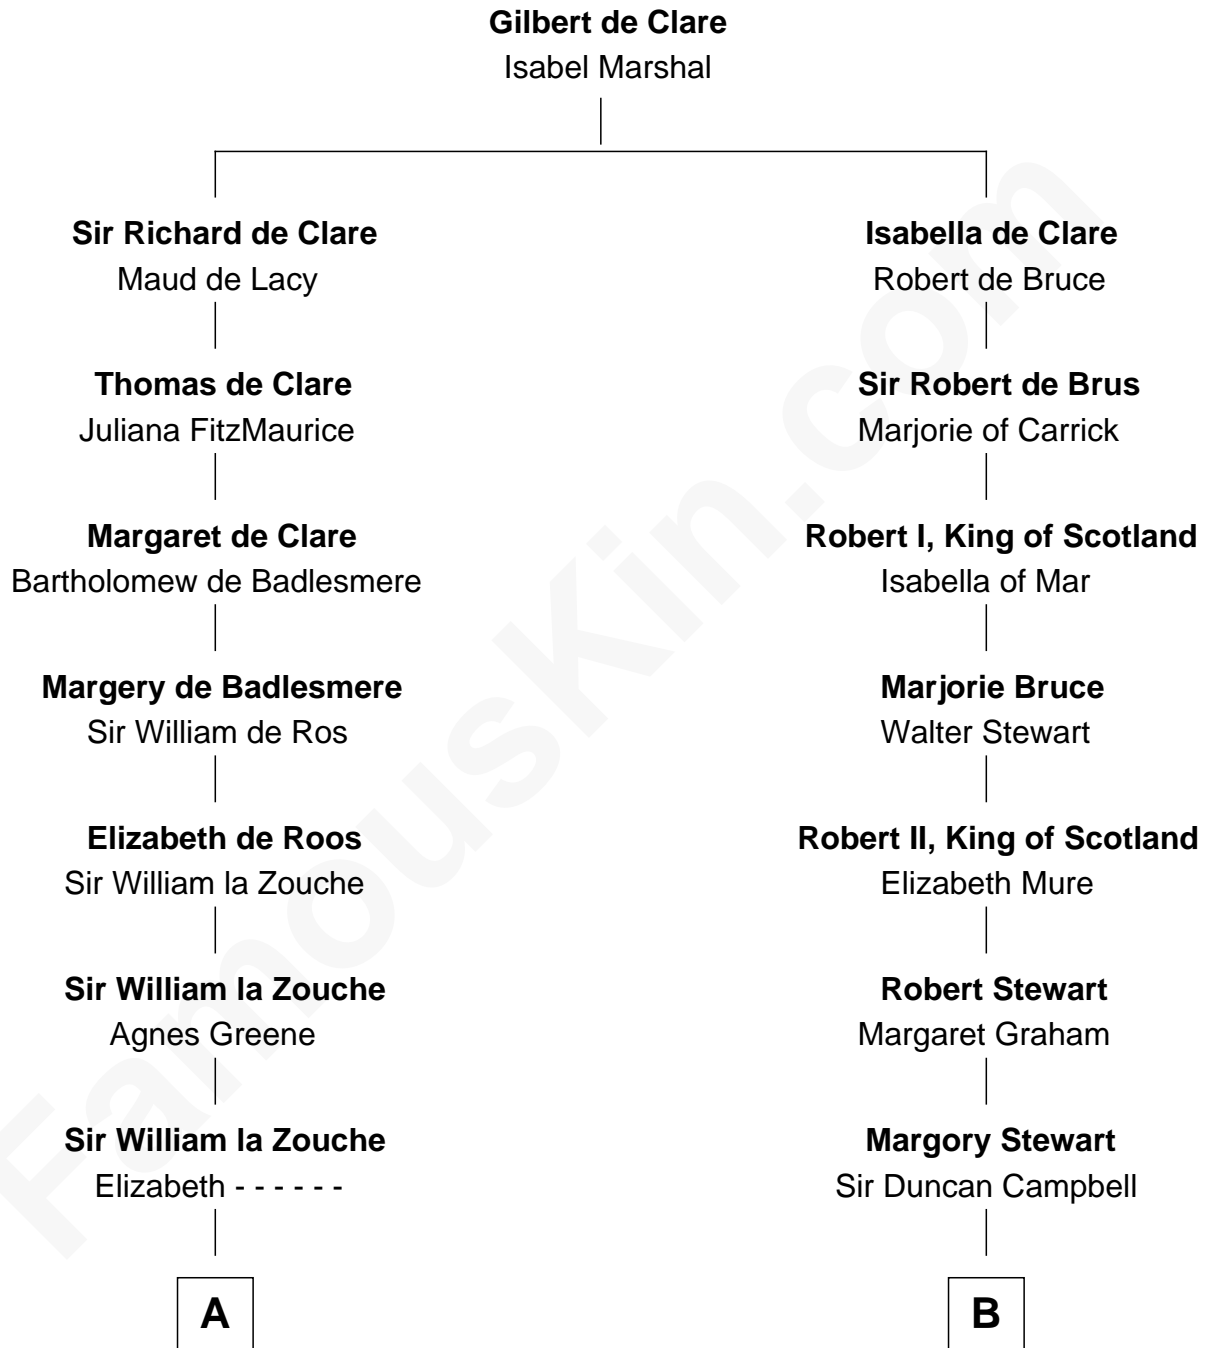 Gilbert de Clare
Isabel Marshal
Sir Richard de Clare
Maud de Lacy
Thomas de Clare
Juliana FitzMaurice
Margaret de Clare
Bartholomew de Badlesmere
Margery de Badlesmere
Sir William de Ros
Elizabeth de Roos
Sir William la Zouche
Sir William la Zouche
Agnes Greene
Sir William la Zouche
Elizabeth - - - - - -
A
Isabella de Clare
Robert de Bruce
Sir Robert de Brus
Marjorie of Carrick
Robert I, King of Scotland
Isabella of Mar
Marjorie Bruce
Walter Stewart
Robert II, King of Scotland
Elizabeth Mure
Robert Stewart
Margaret Graham
Margory Stewart
Sir Duncan Campbell
B
FamousKin.com